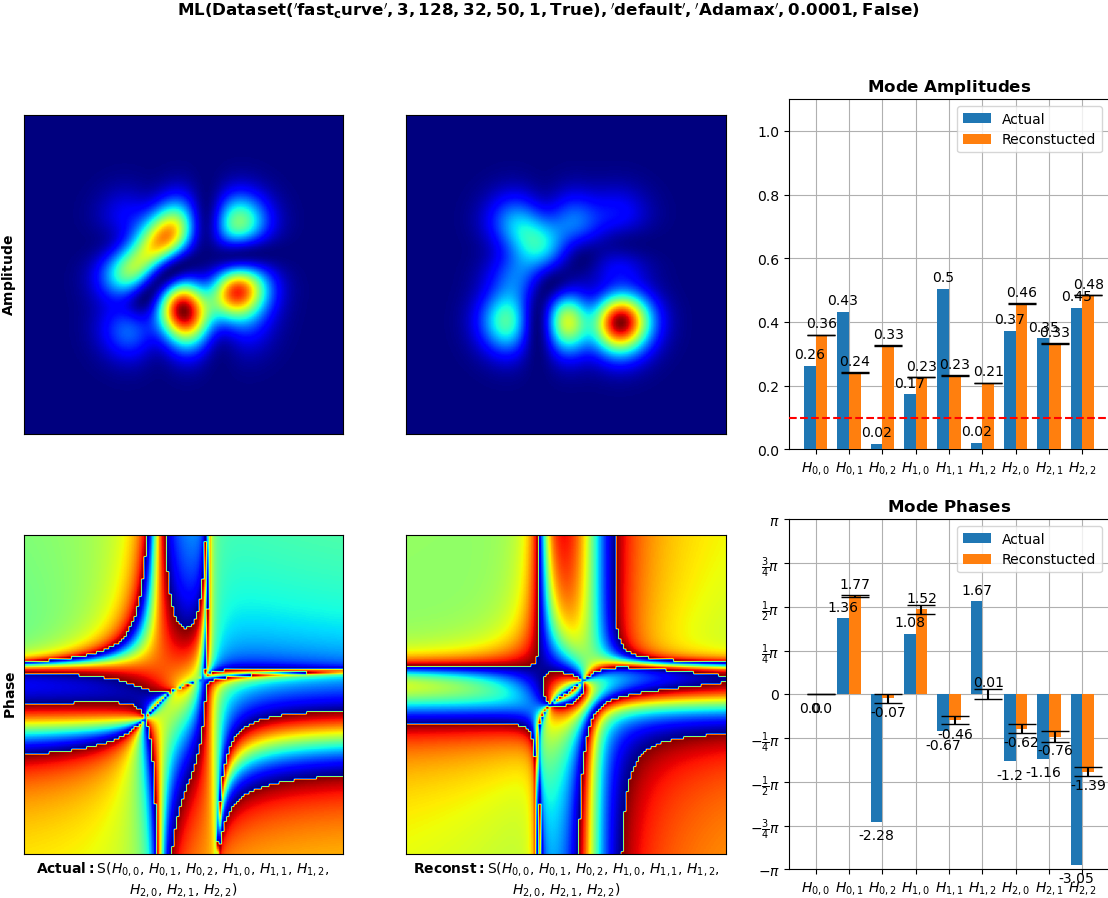 ML(Dataset('fast_curve', 3, 128, 32, 50, 1, True), 'default', 'Adamax', 0.0001, False)
Amplitude
Mode Amplitudes
Actual
Reconstucted
1.0
0.8
0.6
0.4
0.2
0.0
0.26 0.43 0.02 0.17 0.5 0.02 0.37 0.35 0.45
0.36 0.24 0.33 0.23 0.23 0.21 0.46 0.33 0.48
H0,0 H0,1 H0,2 H1,0 H1,1 H1,2 H2,0 H2,1 H2,2
Phase
Mode Phases
Actual
Reconstucted
π
3/4π
1/2π
1/4π
0
−1/4π
−1/2π
−3/4π
−π
0.0 1.36 -2.28 1.08 -0.67 1.67 -1.2 -1.16 -3.05
0.0 1.77 -0.07 1.52 -0.46 0.01 -0.62 -0.76 -1.39
H0,0 H0,1 H0,2 H1,0 H1,1 H1,2 H2,0 H2,1 H2,2
Actual: S(H0,0, H0,1, H0,2, H1,0, H1,1, H1,2,
H2,0, H2,1, H2,2)
Reconst: S(H0,0, H0,1, H0,2, H1,0, H1,1, H1,2,
H2,0, H2,1, H2,2)